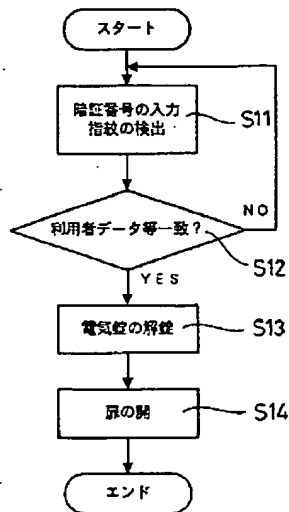 スタート
暗証番号の入力
指紋の検出
S11
利用者データ等一致?
NO
S12
YES
電気錠の解錠
S13
扉の開
S14
エンド